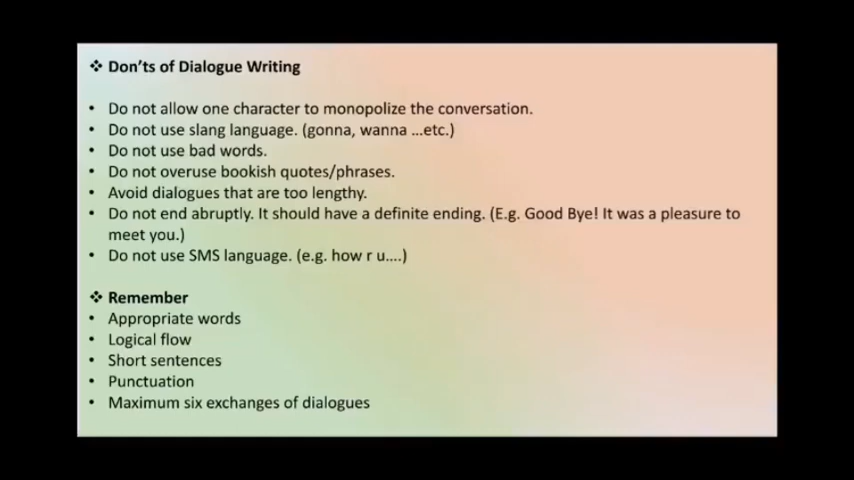 ❖ Don'ts of Dialogue Writing
• Do not allow one character to monopolize the conversation.
• Do not use slang language. (gonna, wanna ...etc.)
• Do not use bad words.
• Do not overuse bookish quotes/phrases.
• Avoid dialogues that are too lengthy.
• Do not end abruptly. It should have a definite ending. (E.g. Good Bye! It was a pleasure to
meet you.)
• Do not use SMS language. (e.g. how r u....)
❖ Remember
• Appropriate words
• Logical flow
• Short sentences
• Punctuation
• Maximum six exchanges of dialogues